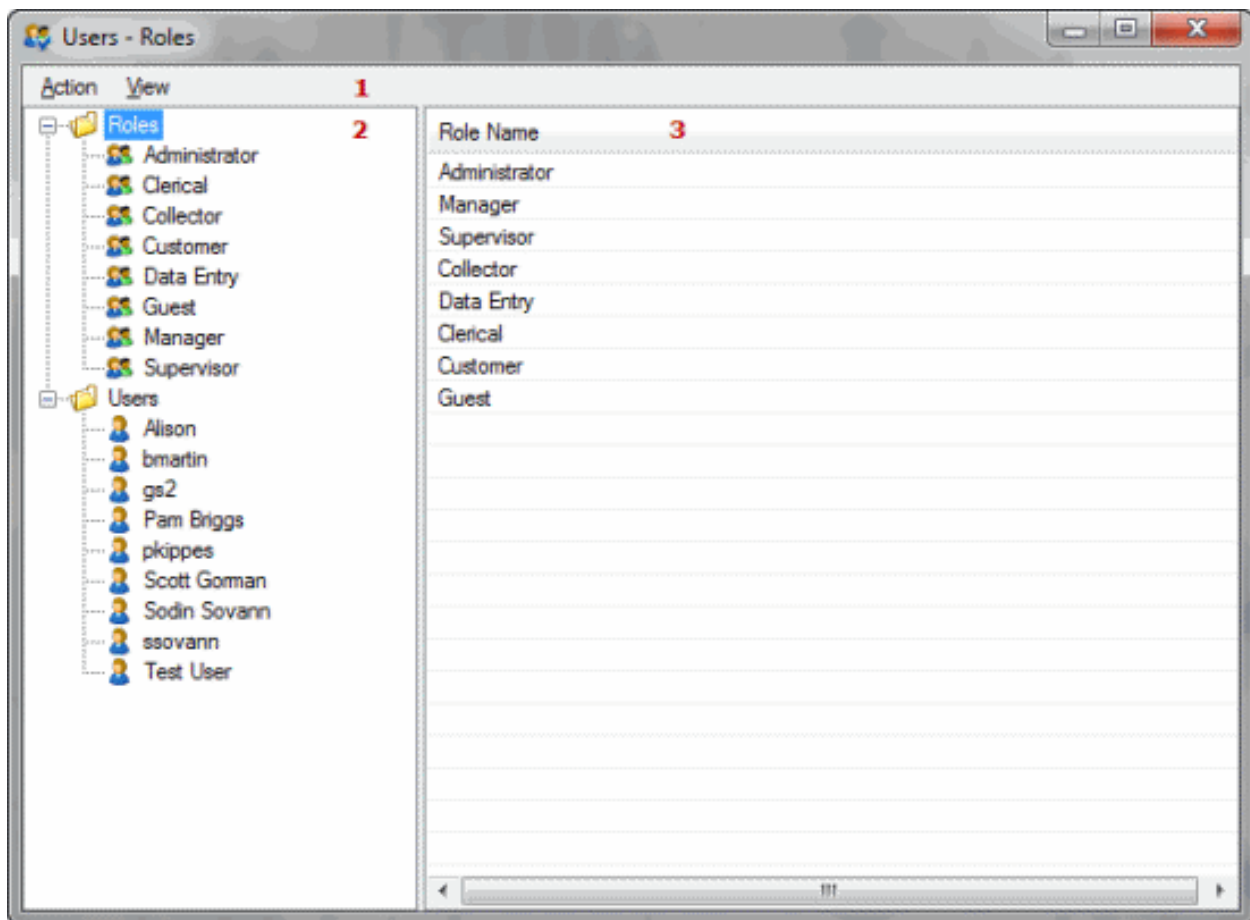 Users - Roles
Action View 1
Roles 2
Administrator
Clerical
Collector
Customer
Data Entry
Guest
Manager
Supervisor
Users
Alison
bmartin
gs2
Pam Briggs
pkippes
Scott Gorman
Sodin Sovann
ssovann
Test User
Role Name 3
Administrator
Manager
Supervisor
Collector
Data Entry
Clerical
Customer
Guest